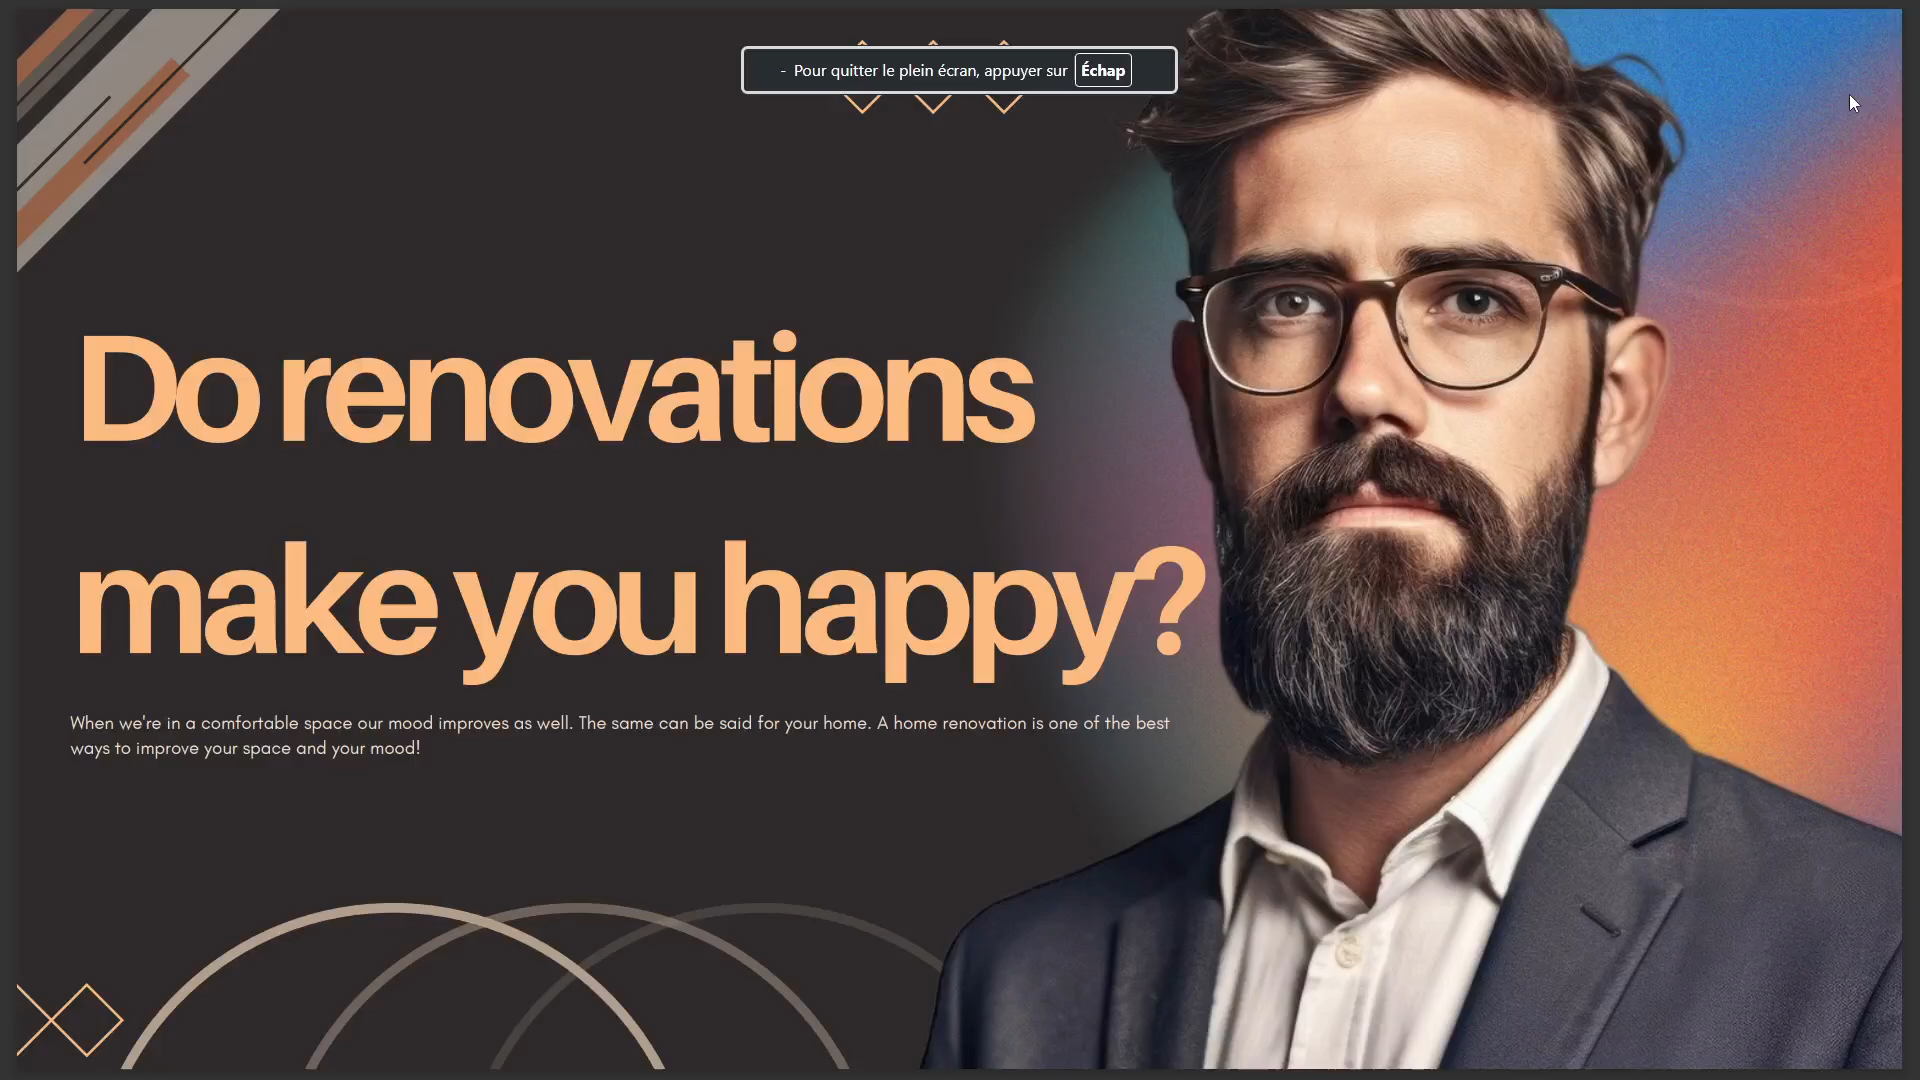 - Pour quitter le plein écran, appuyer sur Échap
Do renovations
make you happy?
When we're in a comfortable space our mood improves as well. The same can be said for your home. A home renovation is one of the best
ways to improve your space and your mood!